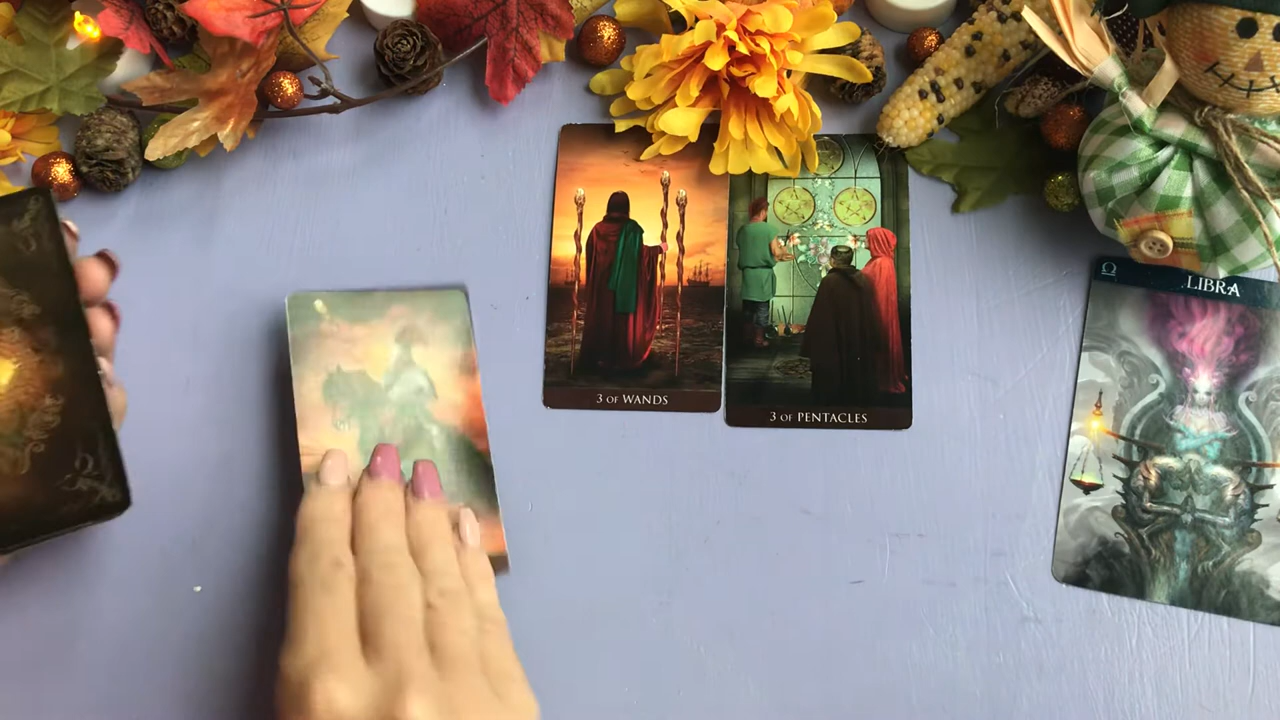 3 OF WANDS
3 OF PENTACLES
♎ LIBRA